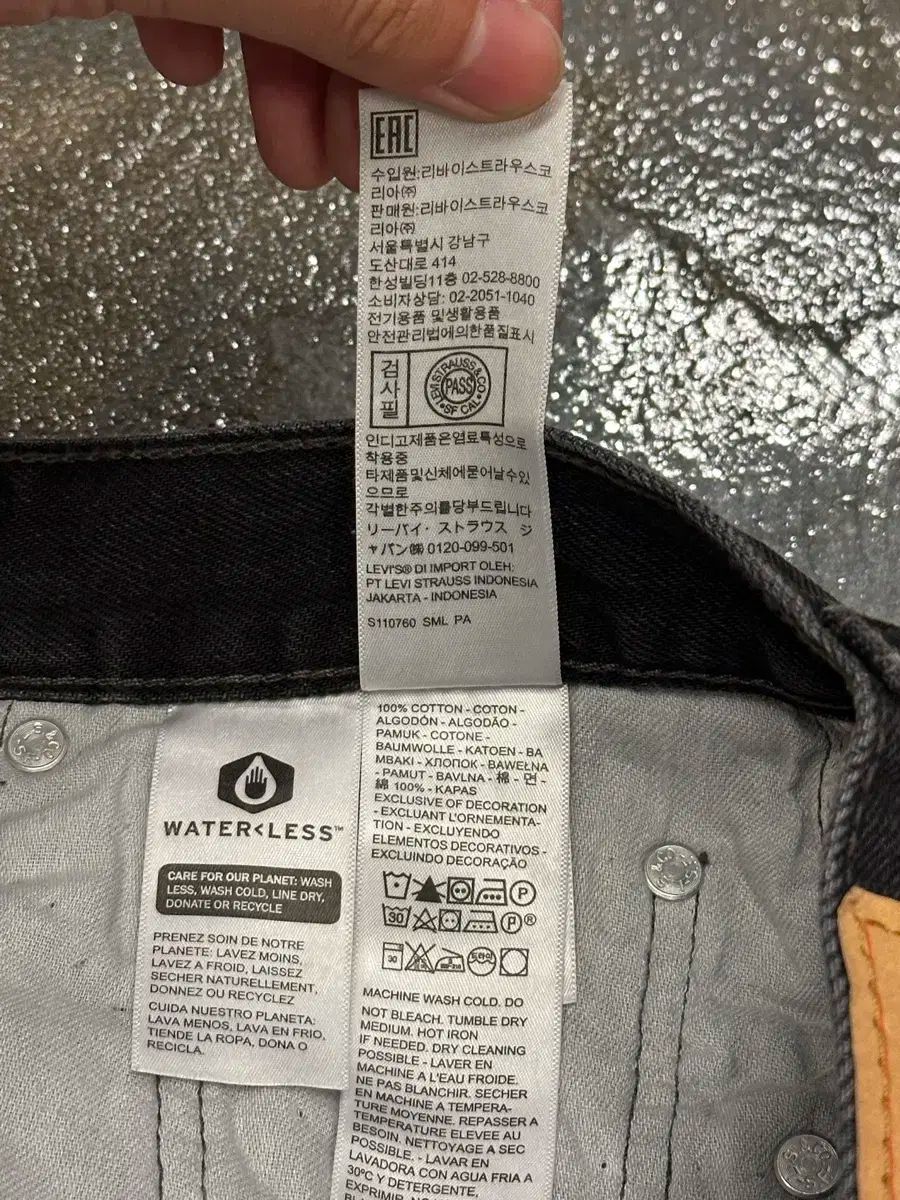 EAC
수입원:리바이스트라우스코
리아㈜
판매원:리바이스트라우스코
리아㈜
서울특별시 강남구
도산대로 414
한성빌딩11층 02-528-8800
소비자상담: 02-2051-1040
전기용품 및생활용품
안전관리법에의한품질표시
검사필
LEVI STRAUSS & CO
PASS
SF CAL
인디고제품은염료특성으로
착용중
타제품및신체에묻어날수있
으므로
각별한주의를당부드립니다
リーバイ・ストラウス ジ
ャパン㈱ 0120-099-501
LEVI'S® DI IMPORT OLEH:
PT LEVI STRAUSS INDONESIA
JAKARTA - INDONESIA
S110760 SML PA
WATER<LESS™
CARE FOR OUR PLANET: WASH
LESS, WASH COLD, LINE DRY,
DONATE OR RECYCLE
PRENEZ SOIN DE NOTRE
PLANETE: LAVEZ MOINS,
LAVEZ A FROID, LAISSEZ
SECHER NATURELLEMENT,
DONNEZ OU RECYCLEZ
CUIDA NUESTRO PLANETA:
LAVA MENOS, LAVA EN FRIO,
TIENDE LA ROPA, DONA O
RECICLA.
100% COTTON - COTON -
ALGODÓN - ALGODÃO -
PAMUK - COTONE -
BAUMWOLLE - KATOEN - BA
MBAKI - ХЛОПОК - BAWEŁNA
- PAMUT - BAVLNA - 棉 - 면 -
綿 100% - KAPAS
EXCLUSIVE OF DECORATION
- EXCLUANT L'ORNEMENTA-
TION - EXCLUYENDO
ELEMENTOS DECORATIVOS -
EXCLUINDO DECORAÇÃO
P
30 P®
30
MACHINE WASH COLD. DO
NOT BLEACH. TUMBLE DRY
MEDIUM. HOT IRON
IF NEEDED. DRY CLEANING
POSSIBLE - LAVER EN
MACHINE A L'EAU FROIDE.
NE PAS BLANCHIR. SECHER
EN MACHINE A TEMPERA-
TURE MOYENNE. REPASSER A
TEMPERATURE ELEVEE AU
BESOIN. NETTOYAGE A SEC
POSSIBLE. - LAVAR EN
LAVADORA CON AGUA FRIA A
30ºC Y DETERGENTE,
EXPRIMIR. NO